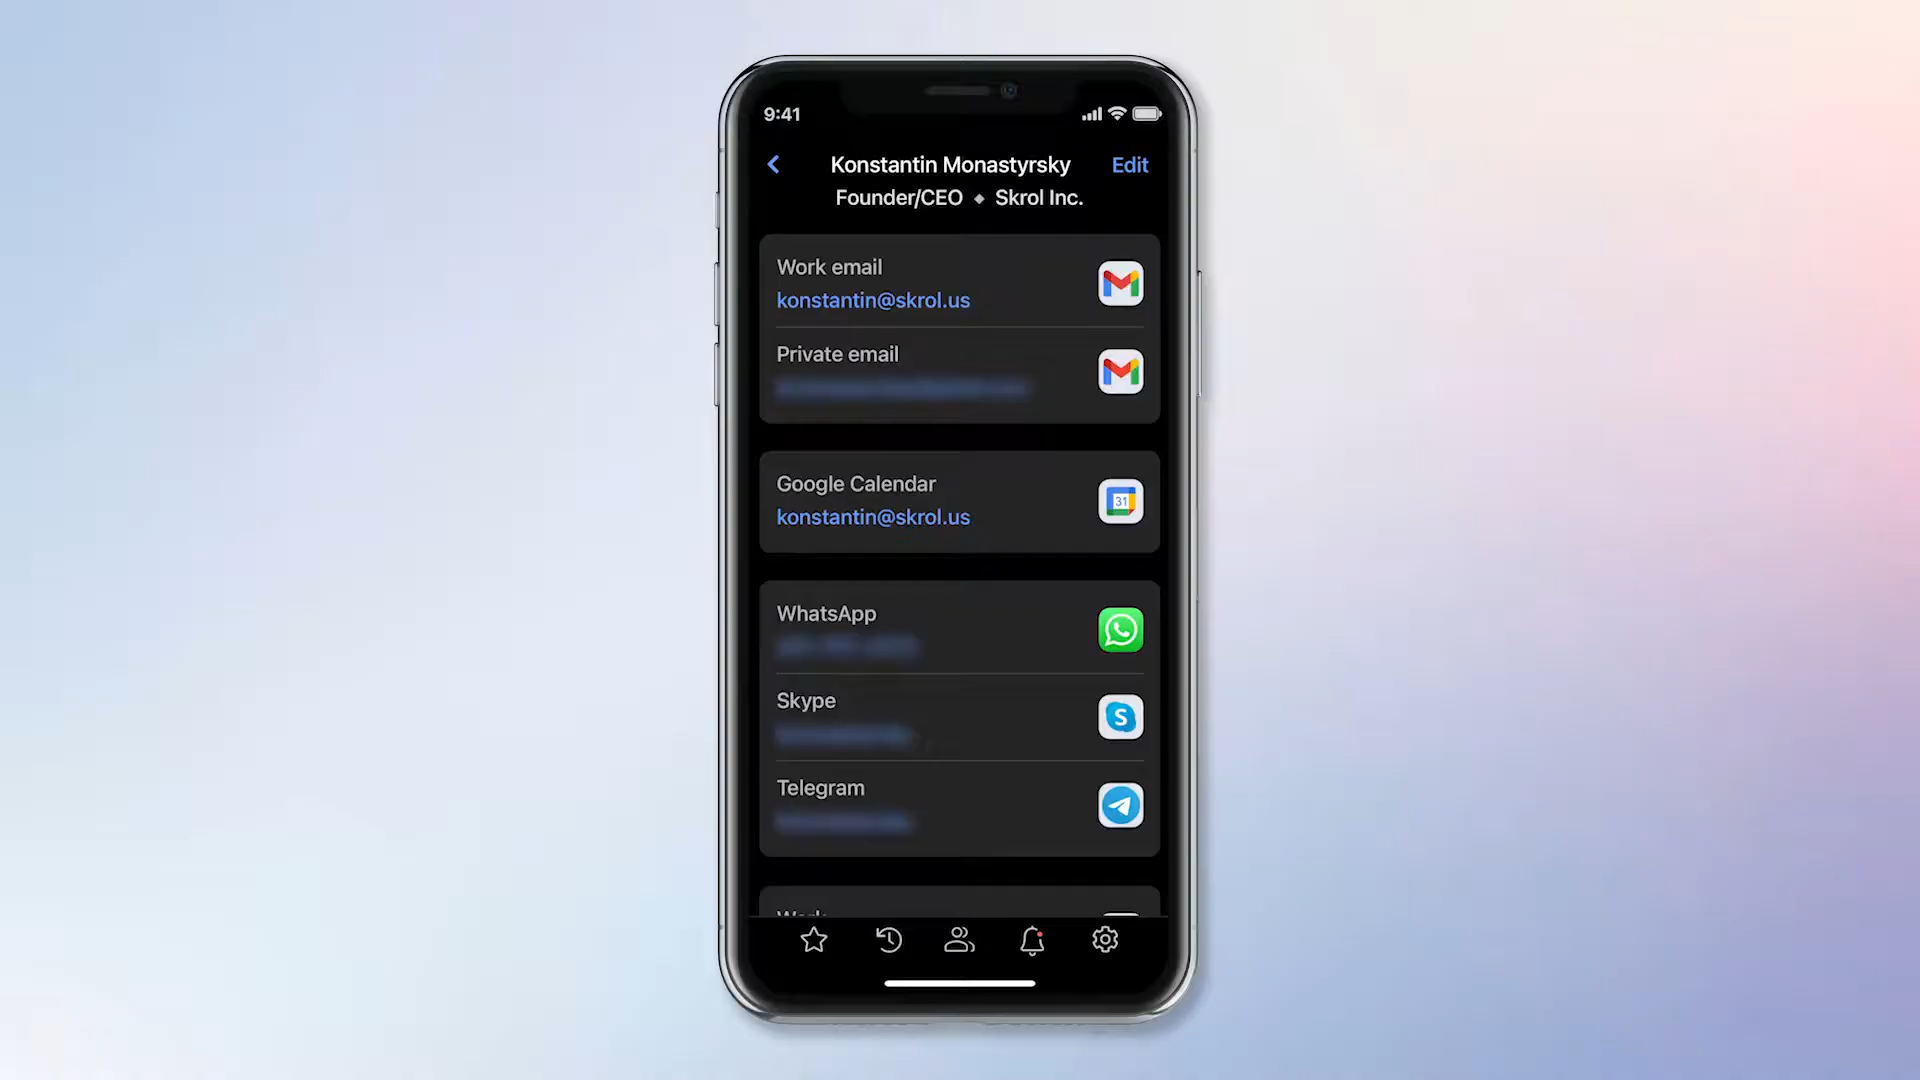 9:41
Konstantin Monastyrsky
Edit
Founder/CEO ◆ Skrol Inc.
Work email
konstantin@skrol.us
Private email
Google Calendar
31
konstantin@skrol.us
WhatsApp
Skype
S
Telegram